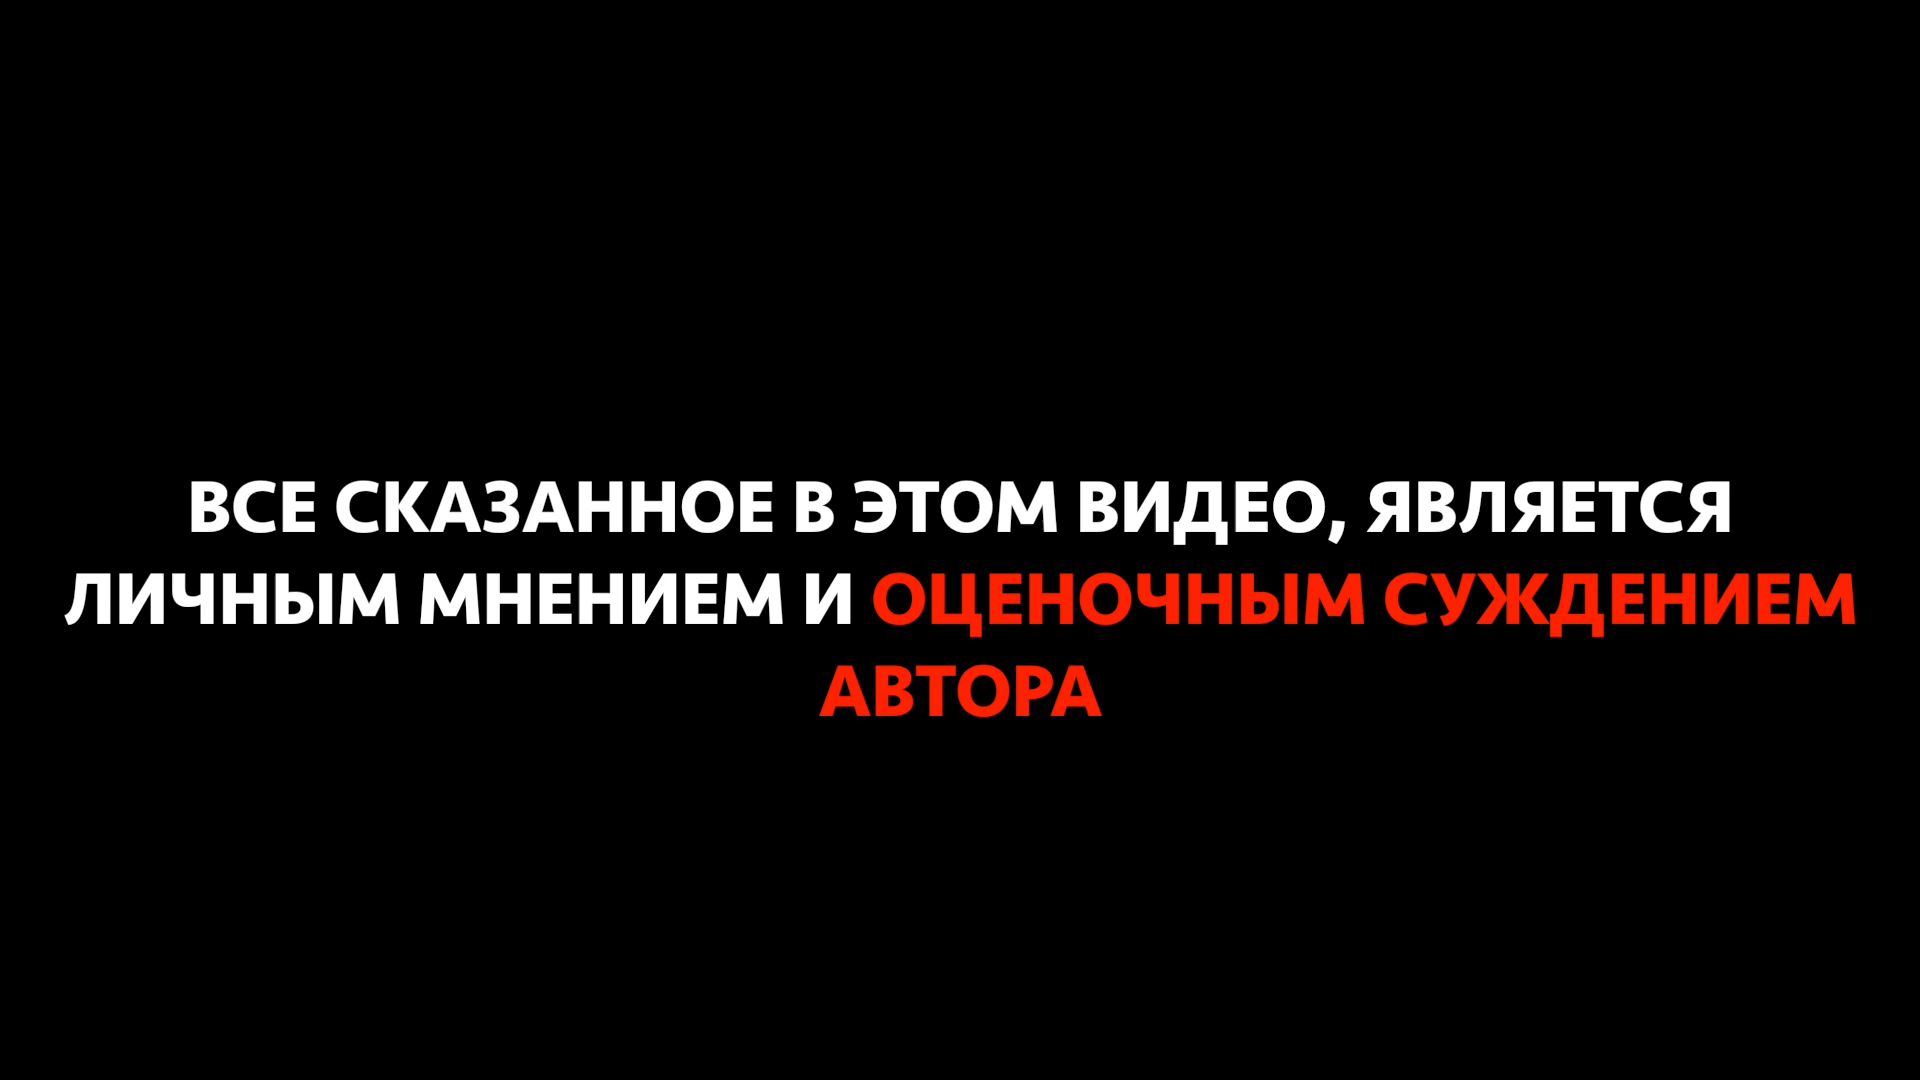 ВСЕ СКАЗАННОЕ В ЭТОМ ВИДЕО, ЯВЛЯЕТСЯ
ЛИЧНЫМ МНЕНИЕМ И ОЦЕНОЧНЫМ СУЖДЕНИЕМ
АВТОРА